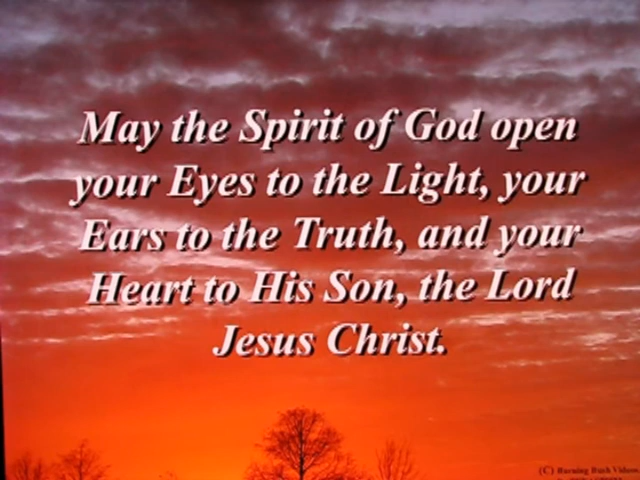 May the Spirit of God open
your Eyes to the Light, your
Ears to the Truth, and your
Heart to His Son, the Lord
Jesus Christ.
(C) Burning Bush Videos